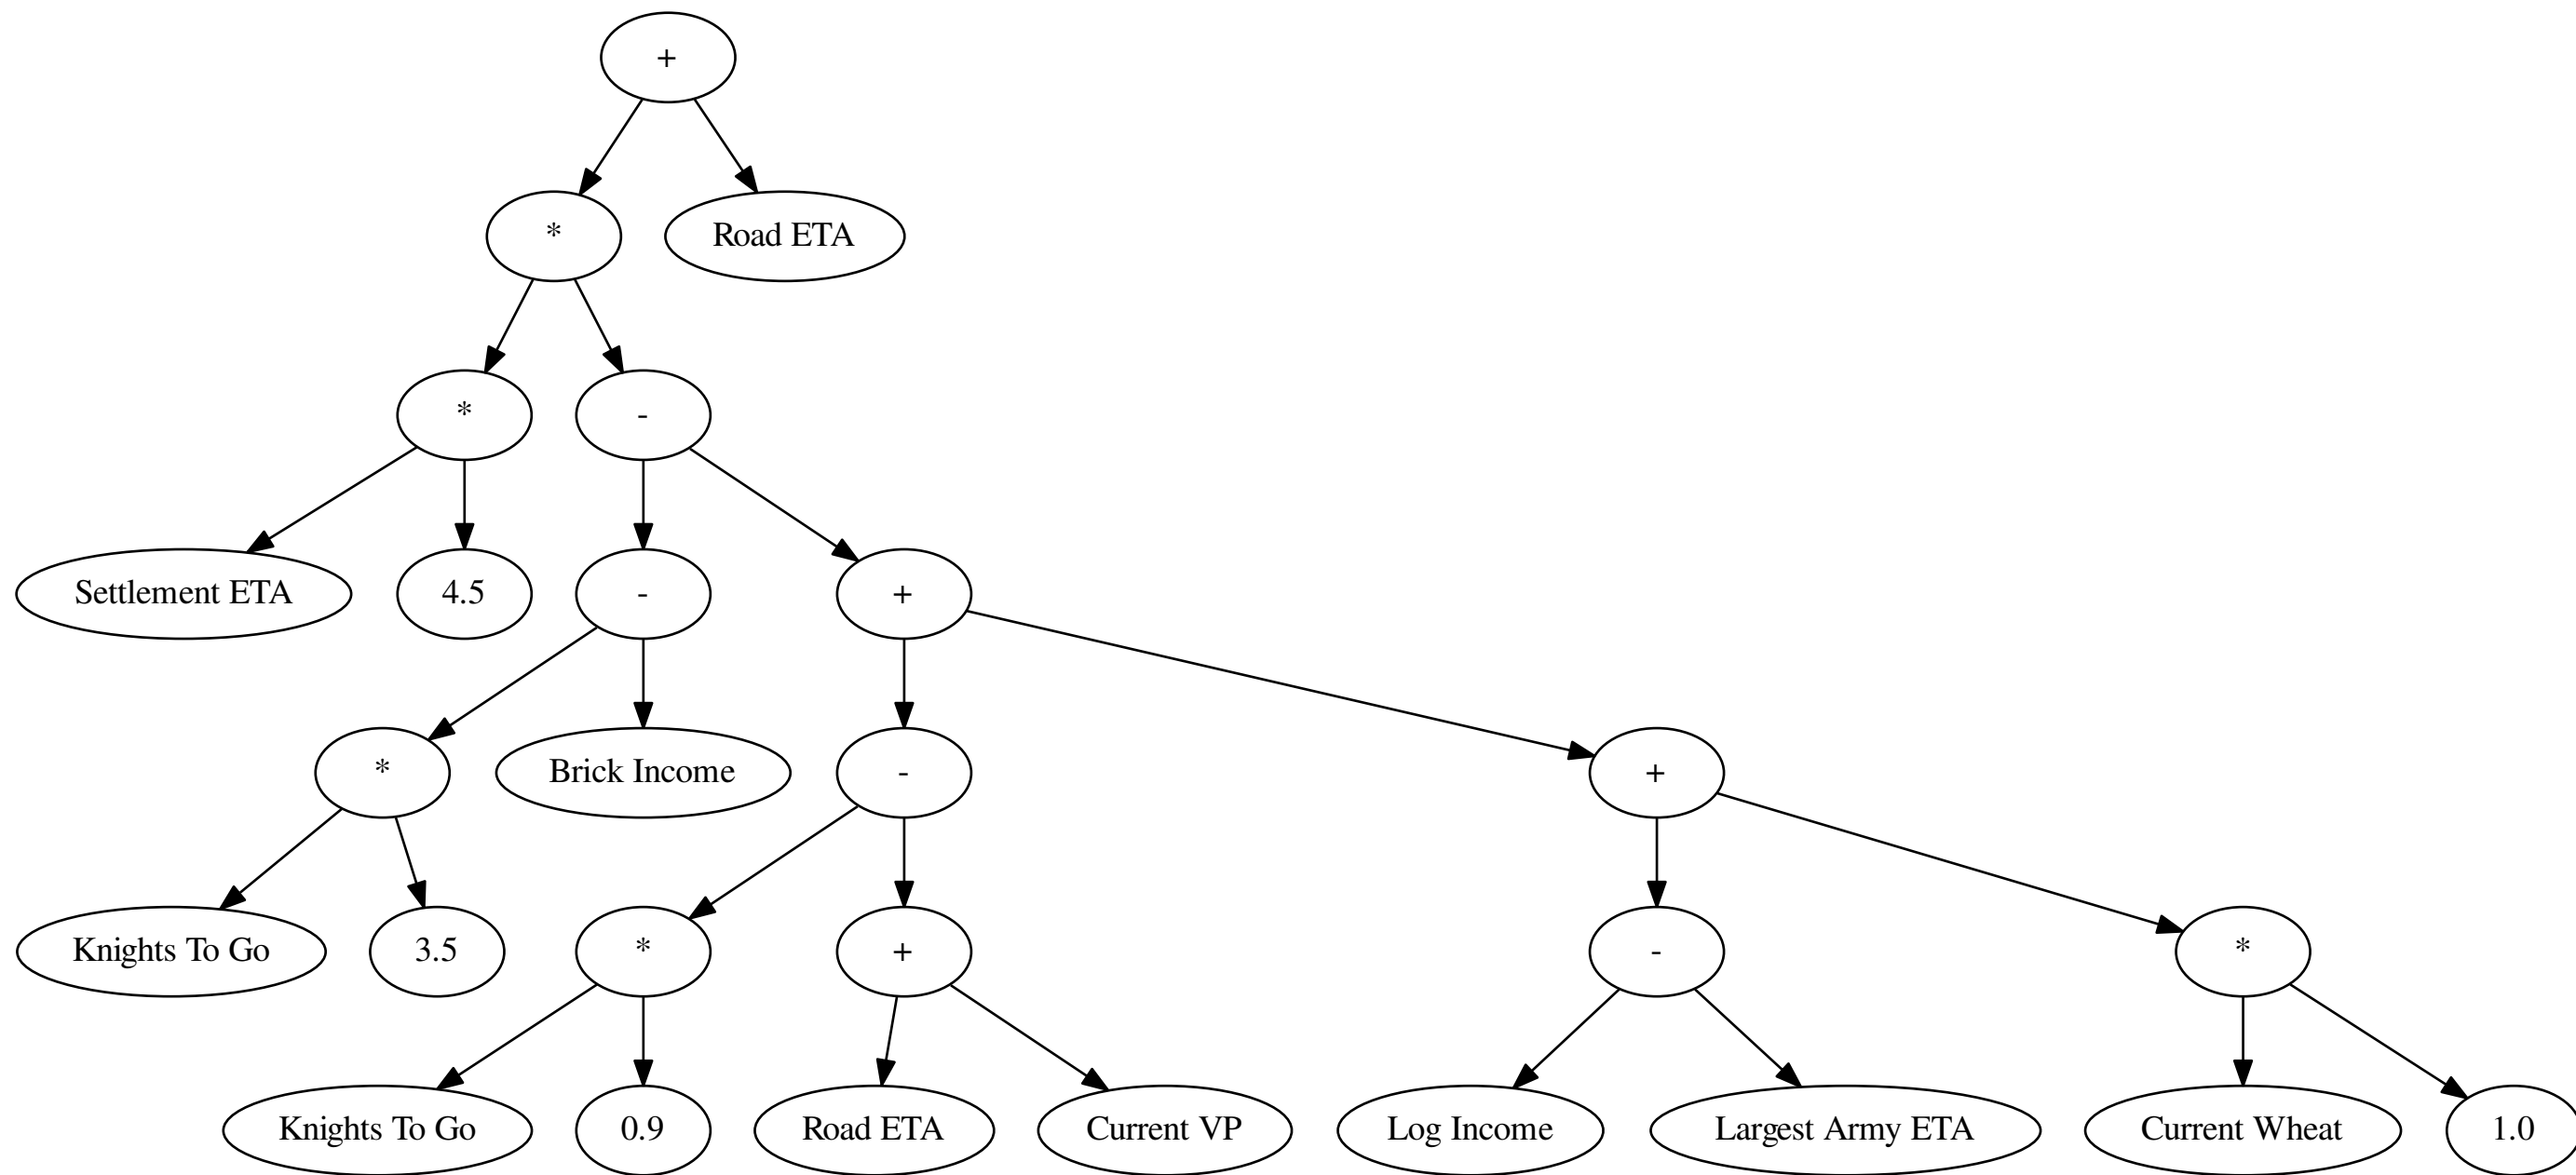 +
*
Road ETA
*
-
Settlement ETA
4.5
-
+
*
Brick Income
-
+
Knights To Go
3.5
*
+
-
*
Knights To Go
0.9
Road ETA
Current VP
Log Income
Largest Army ETA
Current Wheat
1.0